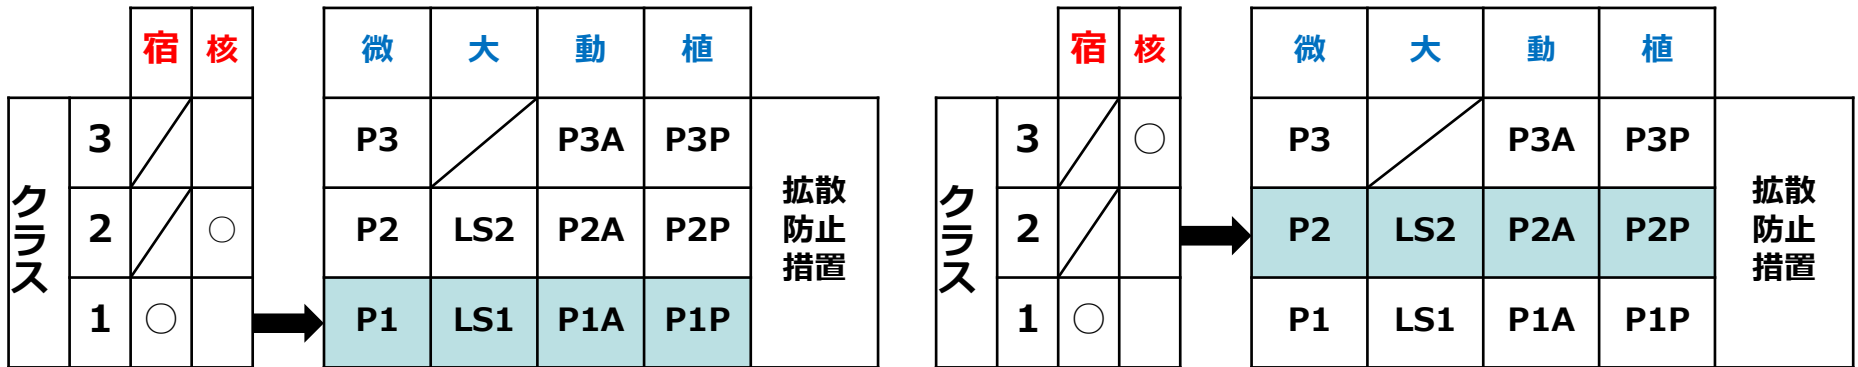 宿 核 微 大 動 植
クラス
3 P3 P3A P3P
2 ○ P2 LS2 P2A P2P
1 ○ P1 LS1 P1A P1P
拡散
防止
措置
宿 核 微 大 動 植
クラス
3 ○ P3 P3A P3P
2 P2 LS2 P2A P2P
1 ○ P1 LS1 P1A P1P
拡散
防止
措置